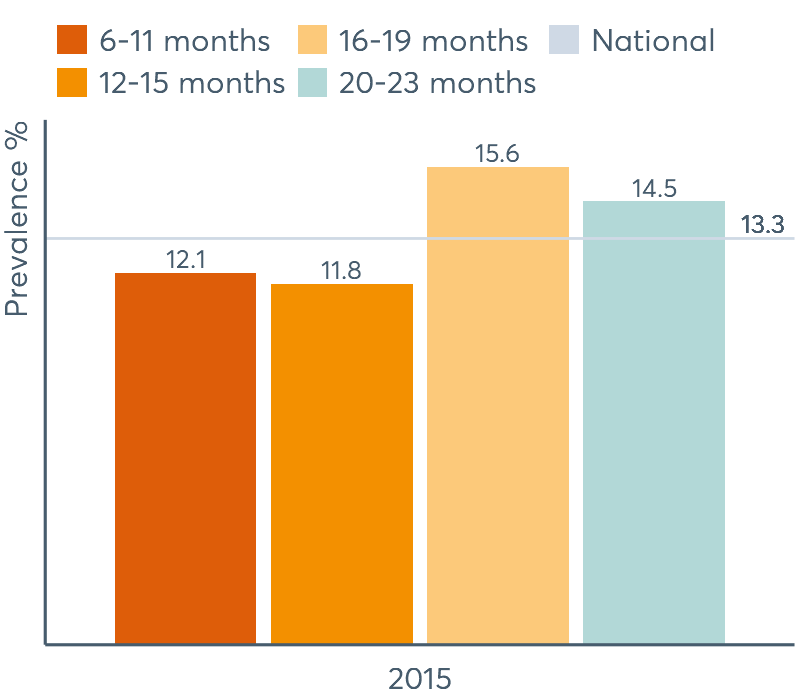 6-11 months 16-19 months National
12-15 months 20-23 months
Prevalence %
15.6
14.5
13.3
12.1
11.8
2015